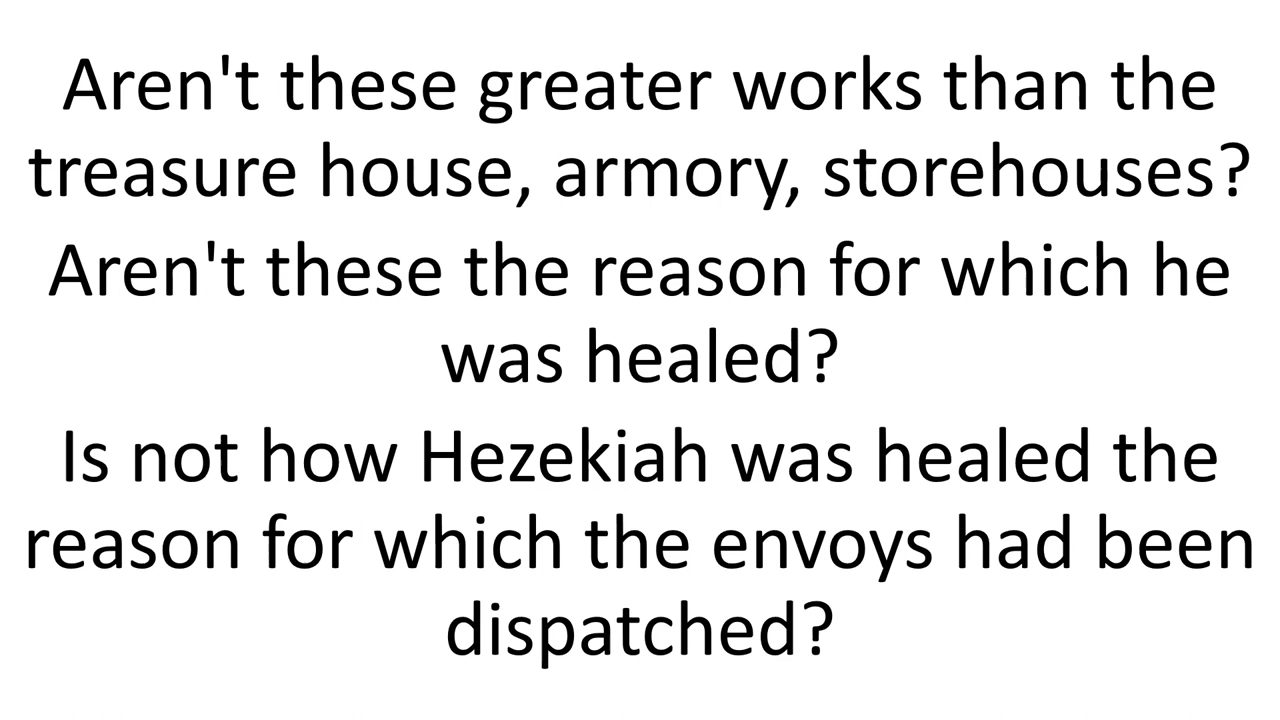 Aren't these greater works than the
treasure house, armory, storehouses?
Aren't these the reason for which he
was healed?
Is not how Hezekiah was healed the
reason for which the envoys had been
dispatched?